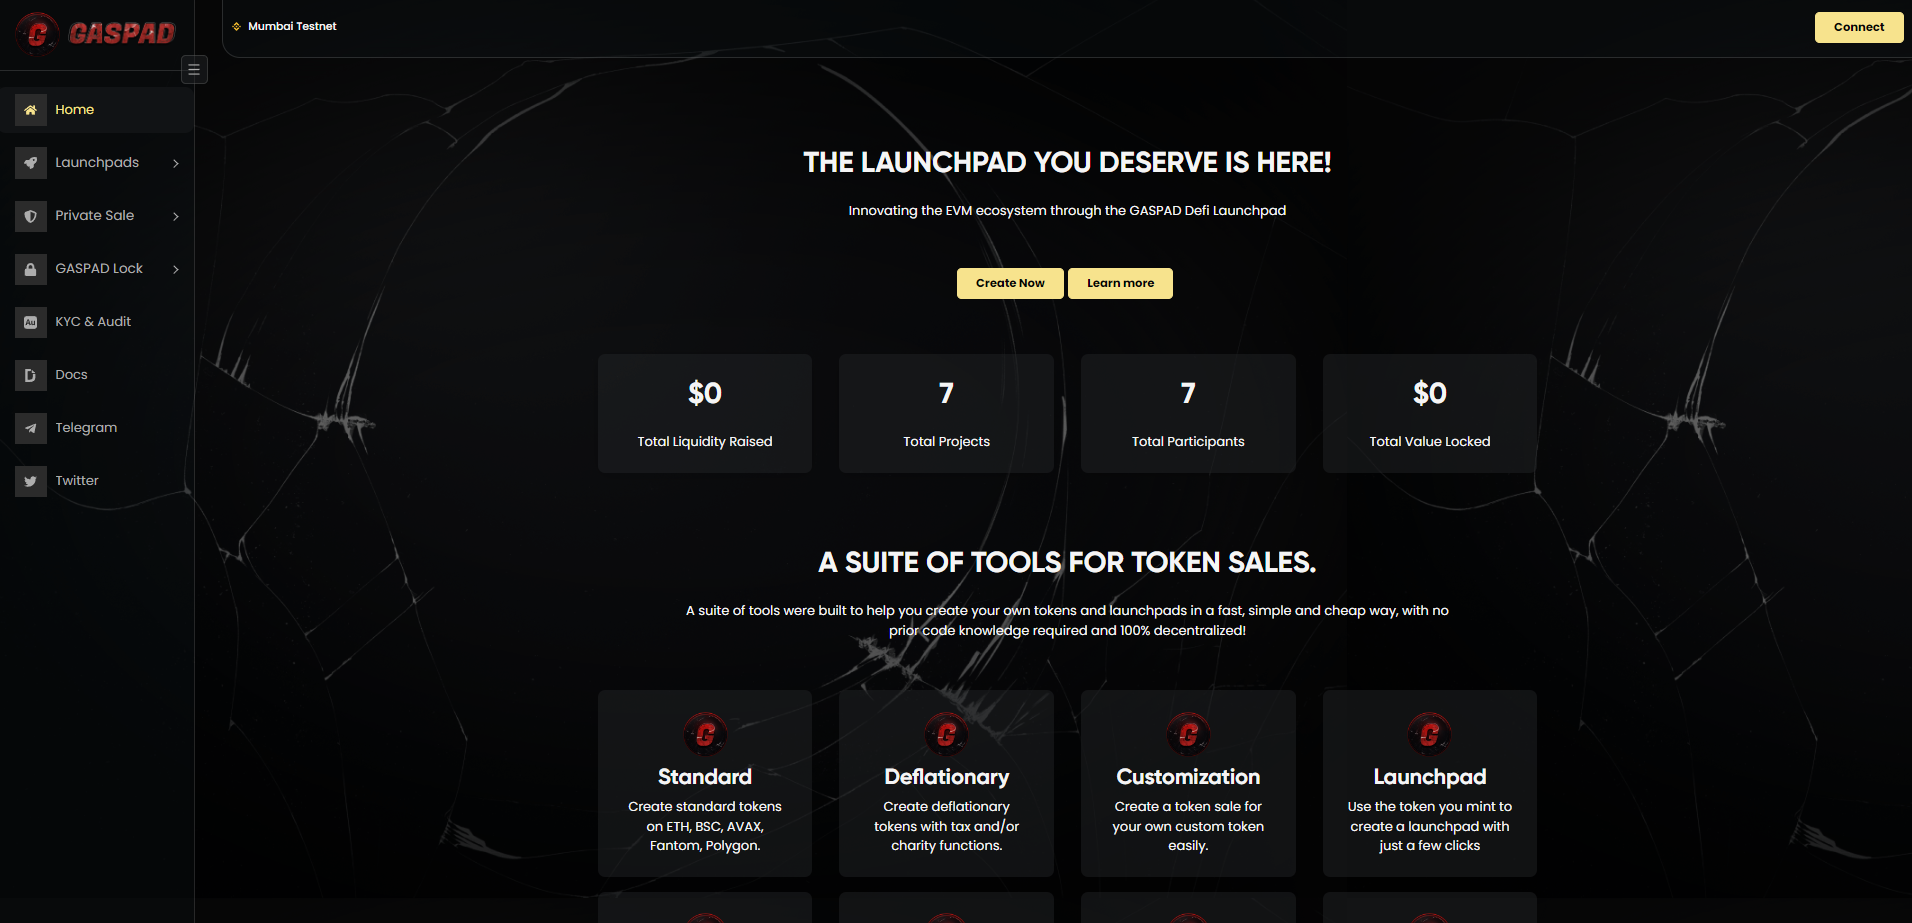 G GASPAD
Mumbai Testnet
Connect
Home
Launchpads
Private Sale
GASPAD Lock
Au
KYC & Audit
Docs
Telegram
Twitter
THE LAUNCHPAD YOU DESERVE IS HERE!
Innovating the EVM ecosystem through the GASPAD Defi Launchpad
Create Now
Learn more
$0
Total Liquidity Raised
7
Total Projects
7
Total Participants
$0
Total Value Locked
A SUITE OF TOOLS FOR TOKEN SALES.
A suite of tools were built to help you create your own tokens and launchpads in a fast, simple and cheap way, with no
prior code knowledge required and 100% decentralized!
G
Standard
Create standard tokens
on ETH, BSC, AVAX,
Fantom, Polygon.
G
Deflationary
Create deflationary
tokens with tax and/or
charity functions.
G
Customization
Create a token sale for
your own custom token
easily.
G
Launchpad
Use the token you mint to
create a launchpad with
just a few clicks